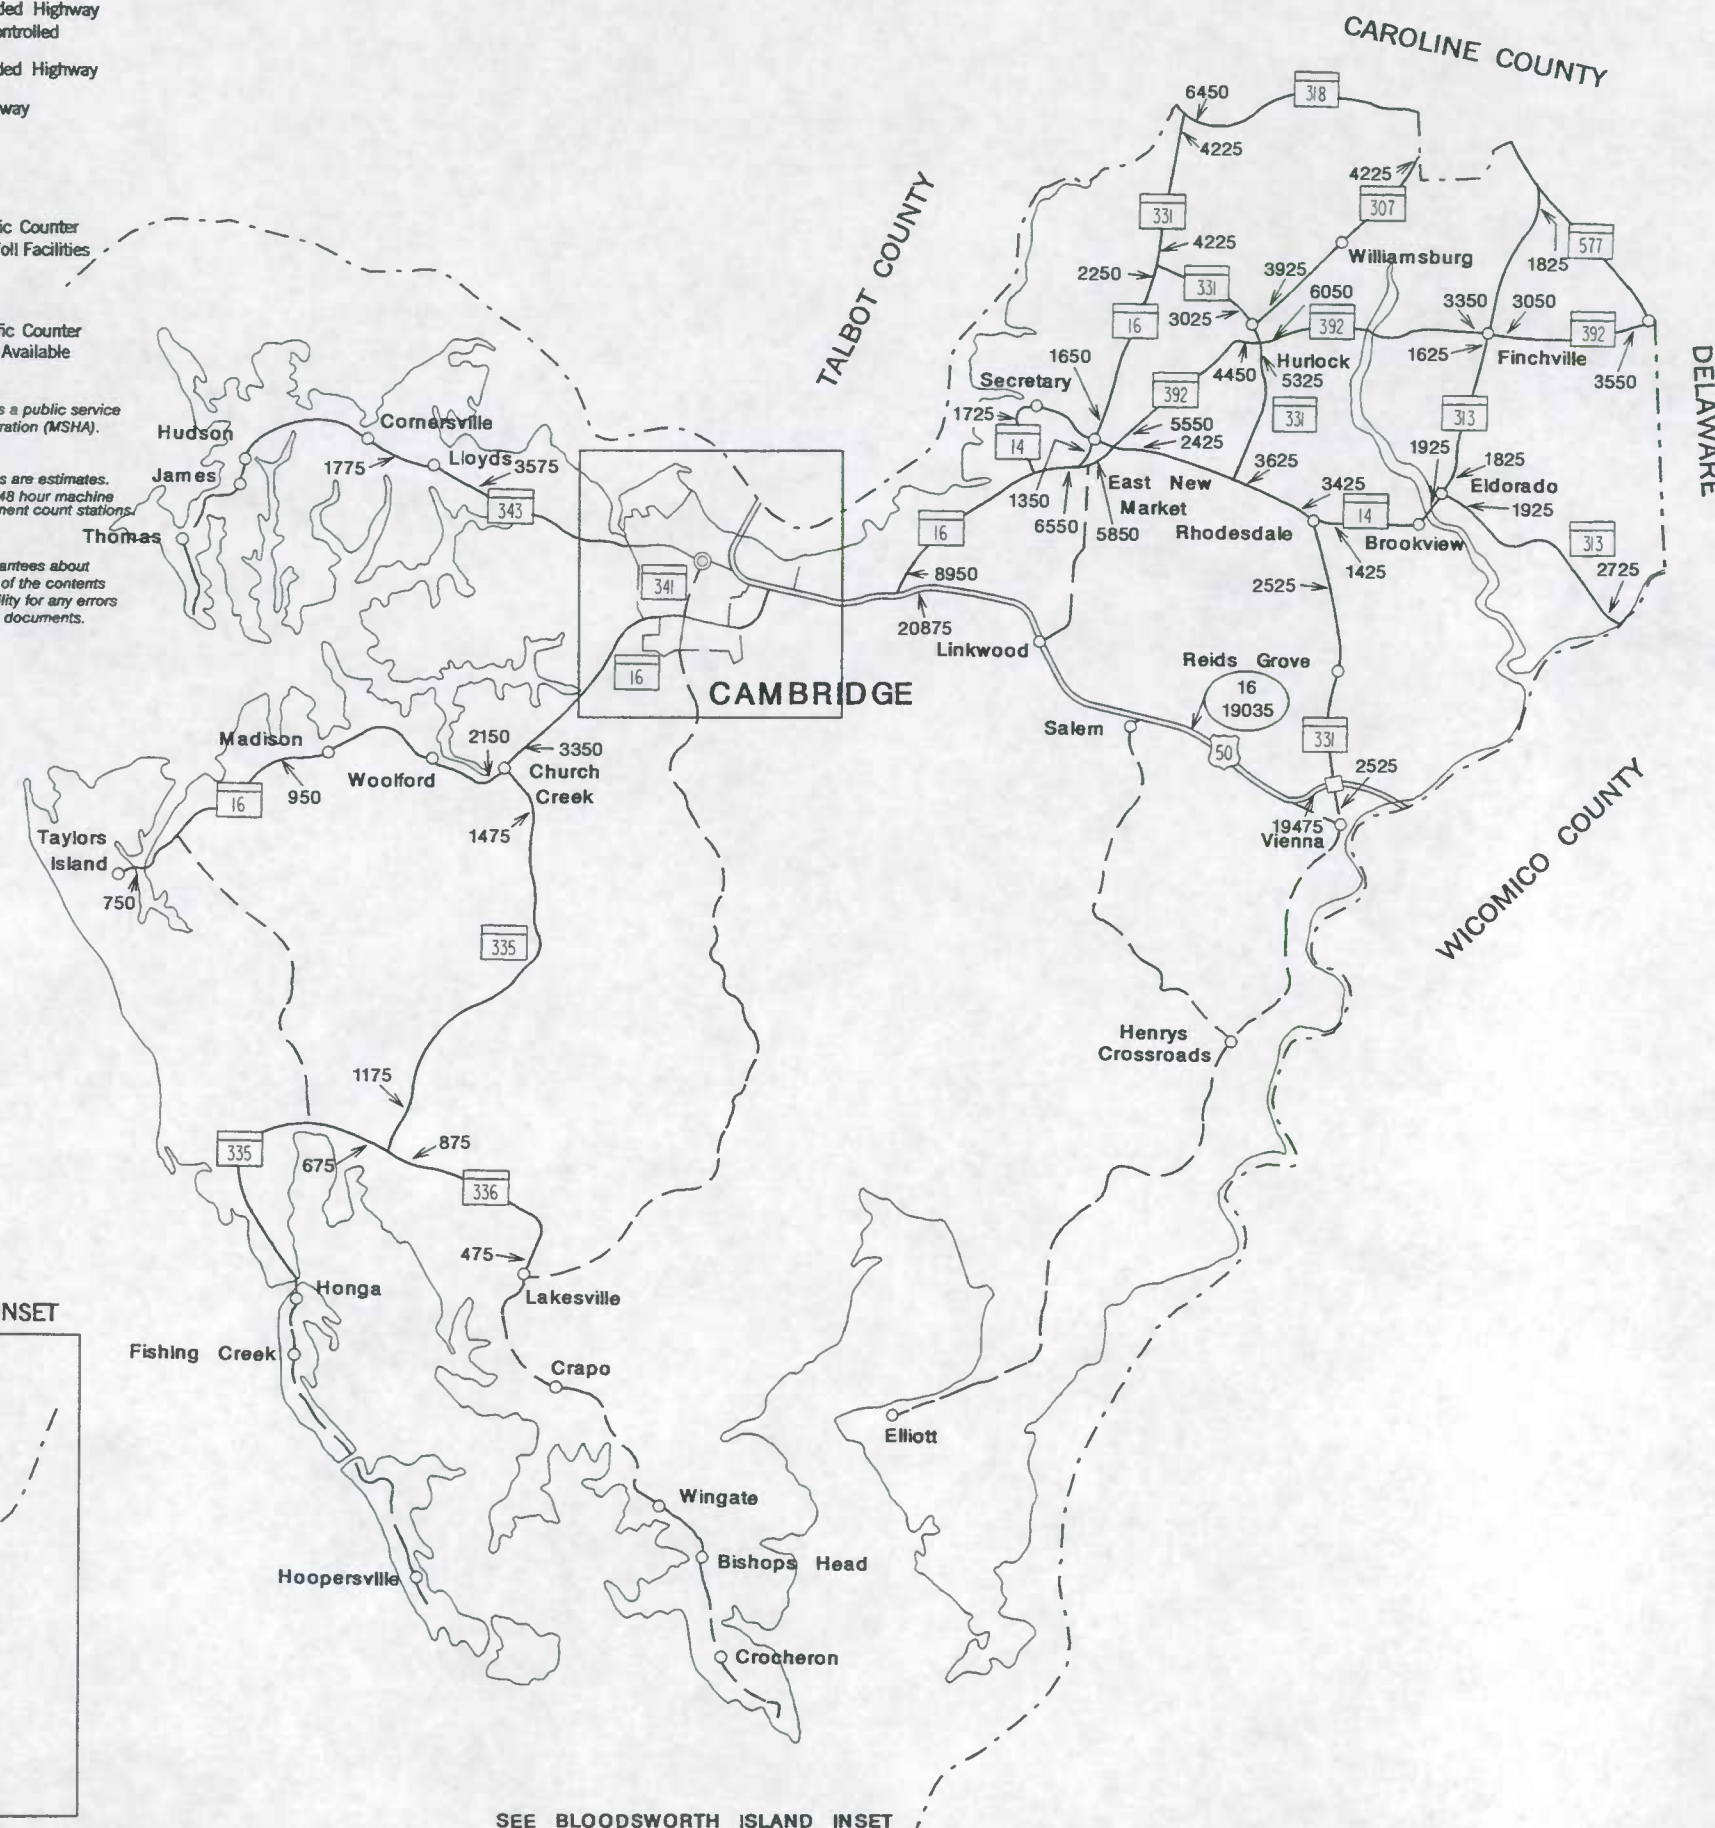 ded Highway
ontrolled
ded Highway
way
ic Counter
Toll Facilities
fic Counter
Available
s a public service
ration (MSHA).
s are estimates.
48 hour machine
nent count stations.
antees about
of the contents
ility for any errors
documents.
CAROLINE COUNTY
TALBOT COUNTY
DELAWARE
WICOMICO COUNTY
6450
318
4225
4225
331
307
4225
2250
331
3925
Williamsburg
577
1825
3025
6050
3350
3050
16
392
392
1650
Hurlock
1625
Finchville
Secretary
4450
5325
3550
392
1725
331
313
14
5550
2425
1925
1825
1350
East New
Market
3625
3425
Eldorado
6550
5850
Rhodesdale
14
Brookview
1925
16
313
8950
2525
1425
2725
20875
Linkwood
Reids Grove
16
19035
Salem
50
331
2525
19475
Vienna
Hudson
Cornersville
James
1775
Lloyds
3575
343
Thomas
341
16
CAMBRIDGE
Madison
2150
3350
Woolford
Church
Creek
16
950
1475
Taylors
Island
750
335
Henrys
Crossroads
1175
335
675
875
336
475
Honga
Lakesville
NSET
Fishing Creek
Crapo
Elliott
Wingate
Bishops Head
Hoopersville
Crocheron
SEE BLOODSWORTH ISLAND INSET